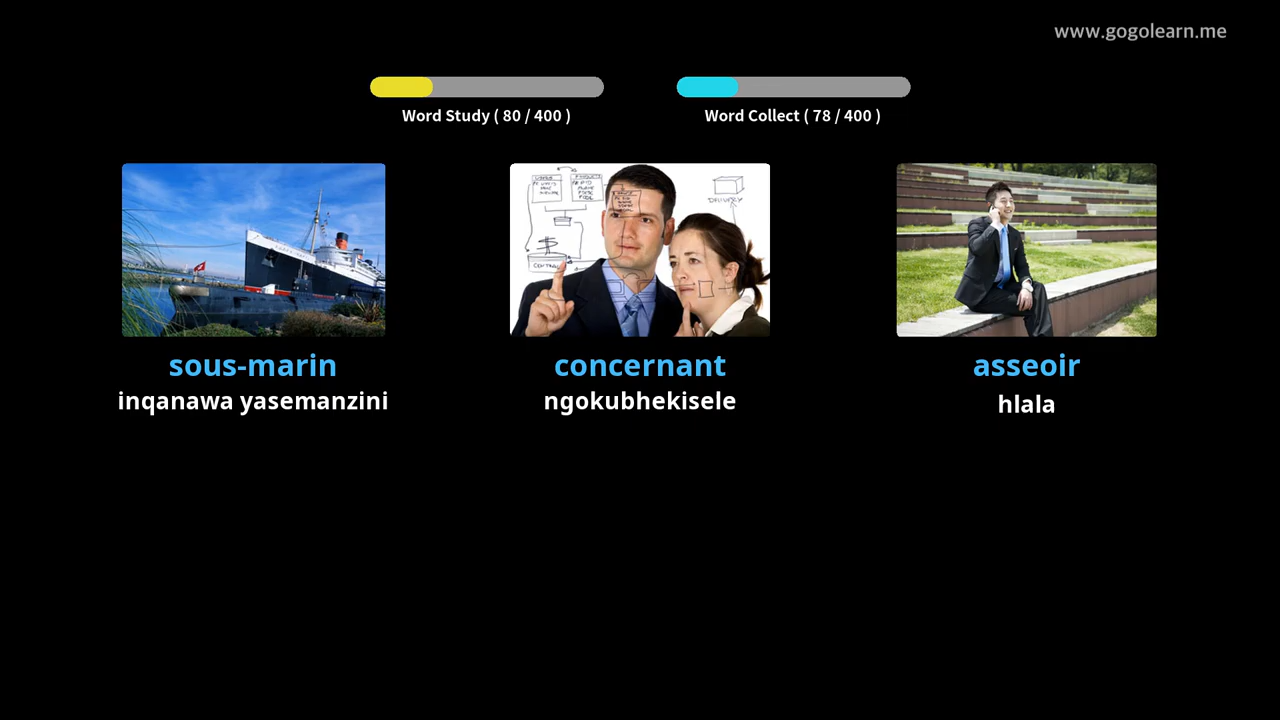 www.gogolearn.me
Word Study ( 80 / 400 )
Word Collect ( 78 / 400 )
DELIVERY
sous-marin
concernant
asseoir
inqanawa yasemanzini
ngokubhekisele
hlala